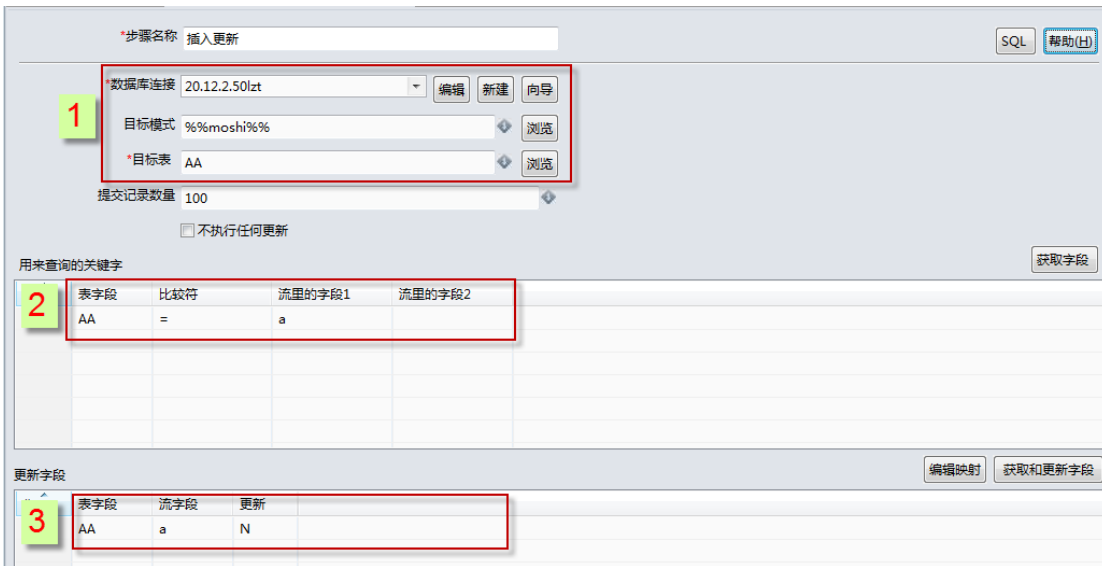 *步骤名称 插入更新 SQL 帮助(H)
1
*数据库连接 20.12.2.50lzt 编辑 新建 向导
目标模式 %%moshi%% 浏览
*目标表 AA 浏览
提交记录数量 100
不执行任何更新
用来查询的关键字 获取字段
2
表字段 比较符 流里的字段1 流里的字段2
AA = a
更新字段 编辑映射 获取和更新字段
3
表字段 流字段 更新
AA a N